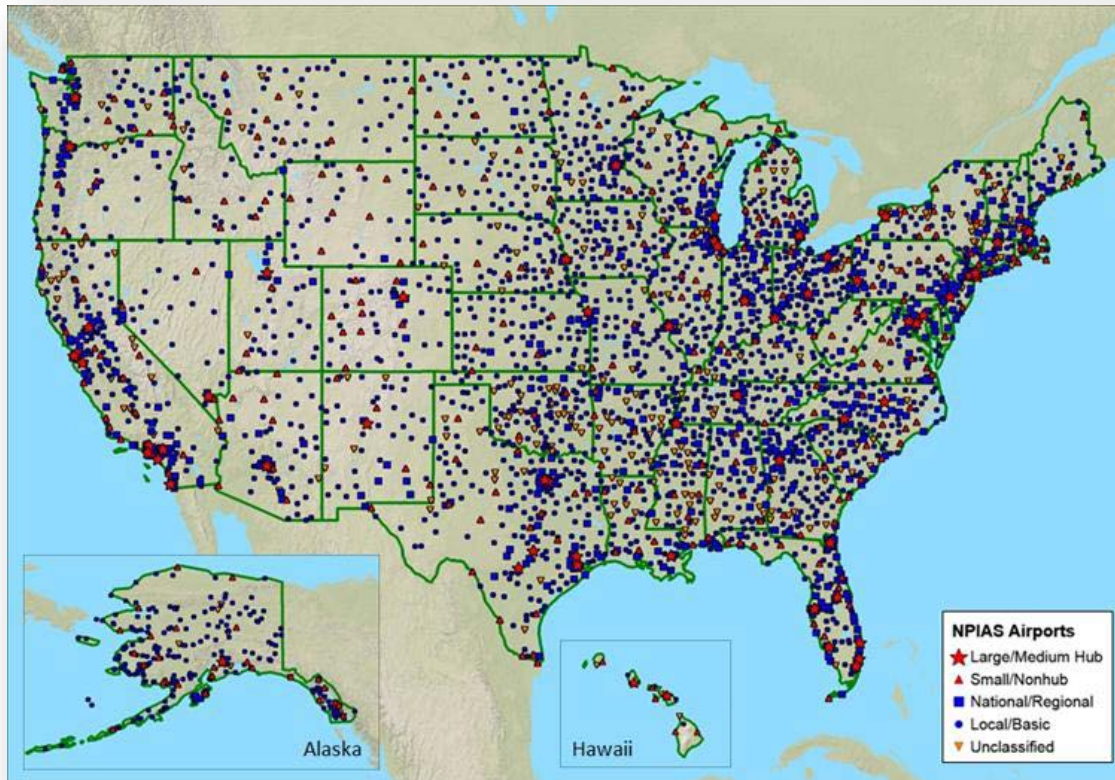 Alaska
Hawaii
NPIAS Airports
Large/Medium Hub
Small/Nonhub
National/Regional
Local/Basic
Unclassified